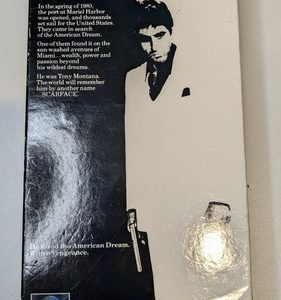 In the spring of 1980,
the port at Mariel Harbor
was opened, and thousands
set sail for the United States.
They came in search
of the American Dream.
One of them found it on the
sun-washed avenues of
Miami...wealth, power and
passion beyond
his wildest dreams.
He was Tony Montana.
The world will remember
him by another name
...SCARFACE.
He loved the American Dream.
With a vengeance.